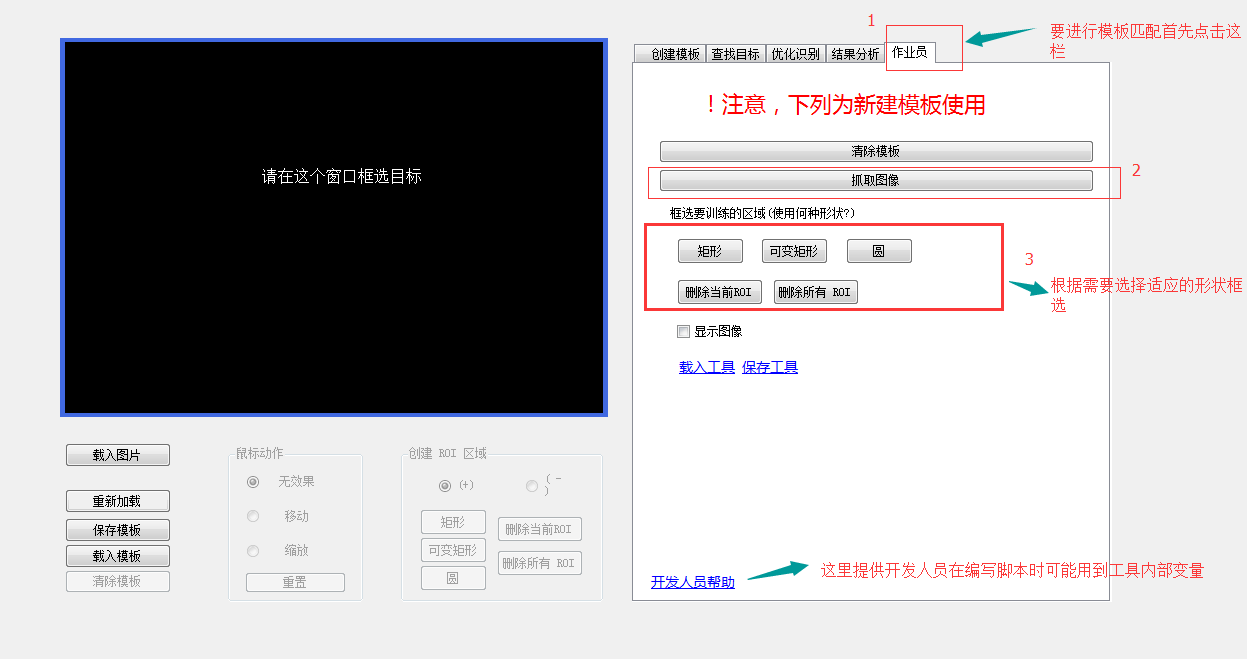 1
要进行模板匹配首先点击这
栏
创建模板 查找目标 优化识别 结果分析 作业员
！注意，下列为新建模板使用
清除模板
抓取图像
2
请在这个窗口框选目标
框选要训练的区域(使用何种形状?)
矩形 可变矩形 圆
3
删除当前ROI 删除所有 ROI
根据需要选择适应的形状框
选
显示图像
载入工具 保存工具
载入图片
重新加载
保存模板
载入模板
清除模板
鼠标动作
无效果
移动
缩放
重置
创建 ROI 区域
(+) (-
)
矩形
可变矩形
圆
删除当前ROI
删除所有 ROI
开发人员帮助
这里提供开发人员在编写脚本时可能用到工具内部变量